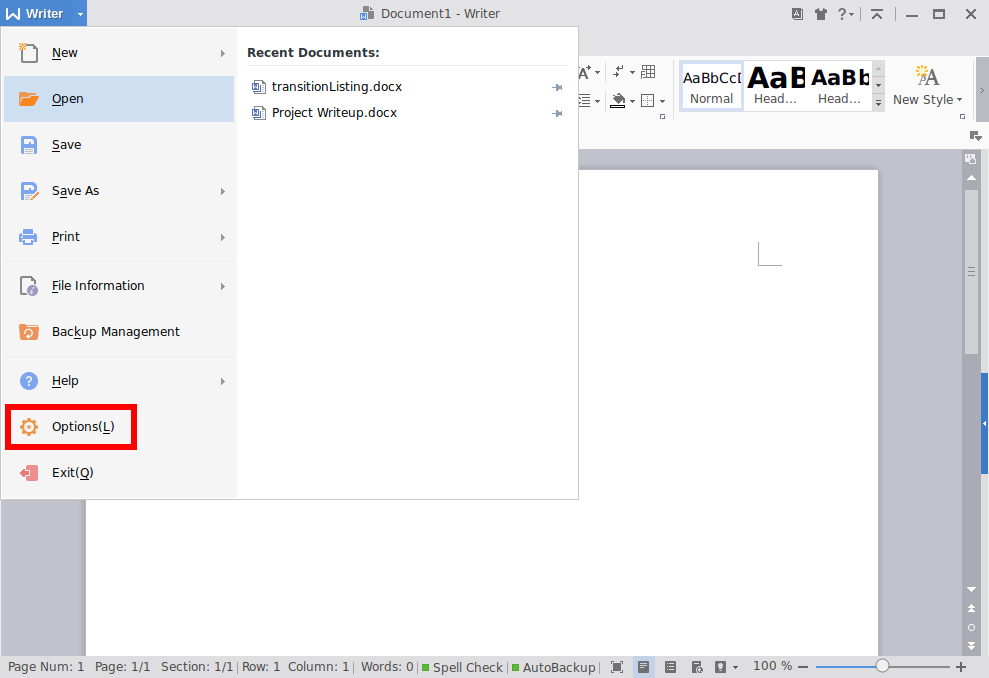 Writer
Document1 - Writer
?
New
Open
Save
Save As
Print
File Information
Backup Management
Help
Options(L)
Exit(Q)
Recent Documents:
transitionListing.docx
Project Writeup.docx
AaBbCcD
Normal
AaB
Head...
AaBb
Head...
New Style
Page Num: 1 Page: 1/1 Section: 1/1 Row: 1 Column: 1 Words: 0 Spell Check AutoBackup 100 %